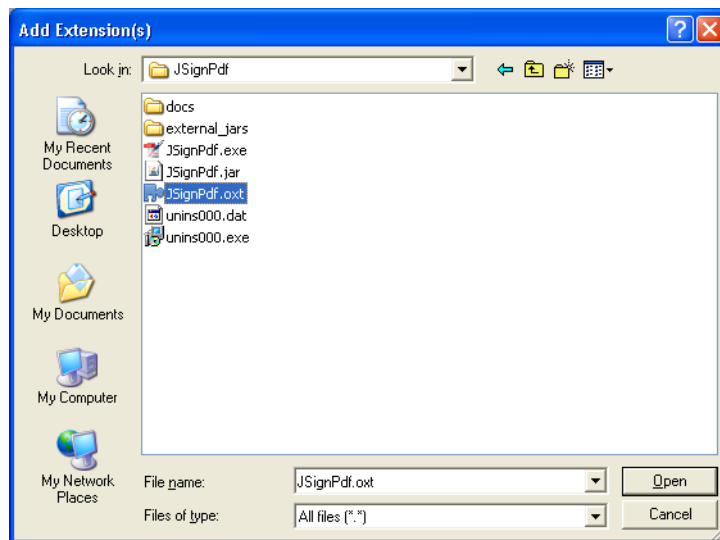 Add Extension(s)
Look in: JSignPdf
My Recent
Documents
Desktop
My Documents
My Computer
My Network
Places
docs
external_jars
JSignPdf.exe
JSignPdf.jar
JSignPdf.oxt
unins000.dat
unins000.exe
File name: JSignPdf.oxt Open
Files of type: All files (*.*) Cancel